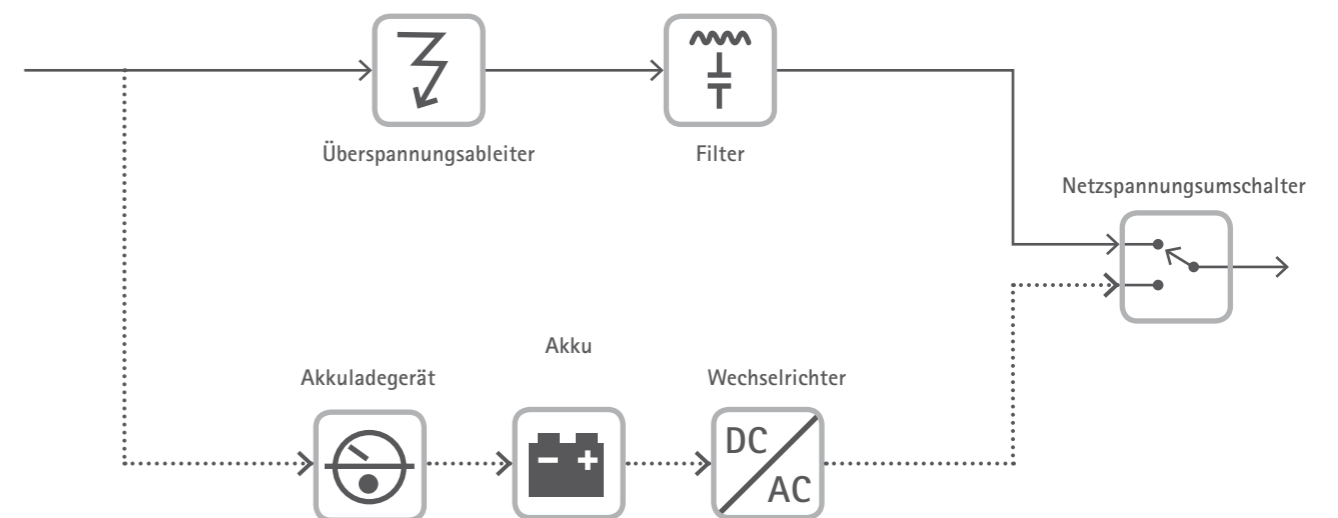 Überspannungsableiter
Filter
Netzspannungsumschalter
Akku
Akkuladegerät
Wechselrichter
DC
AC